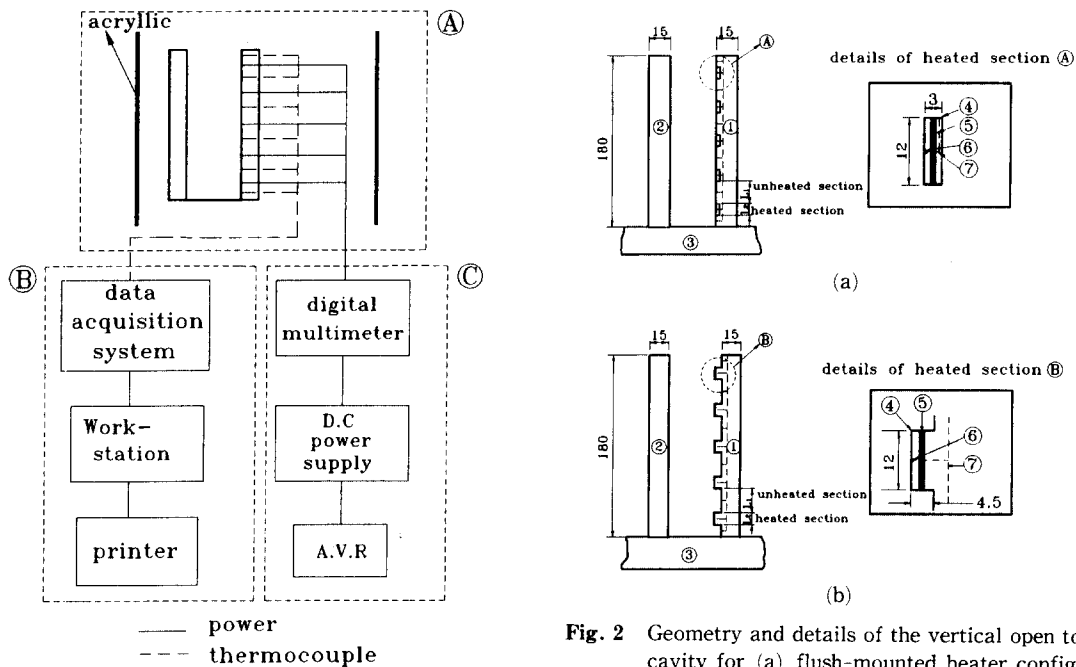 acryllic
Ⓐ
Ⓑ
Ⓒ
data
acquisition
system
digital
multimeter
Work-
station
D.C
power
supply
printer
A.V.R
power
thermocouple
15
15
Ⓐ
details of heated section Ⓐ
180
②
①
3
④
⑤
⑥
⑦
12
unheated section
heated section
③
(a)
15
15
Ⓑ
details of heated section Ⓑ
180
②
①
④
⑤
⑥
⑦
12
4.5
unheated section
heated section
③
(b)
Fig. 2 Geometry and details of the vertical open to
cavity for (a) flush-mounted heater config